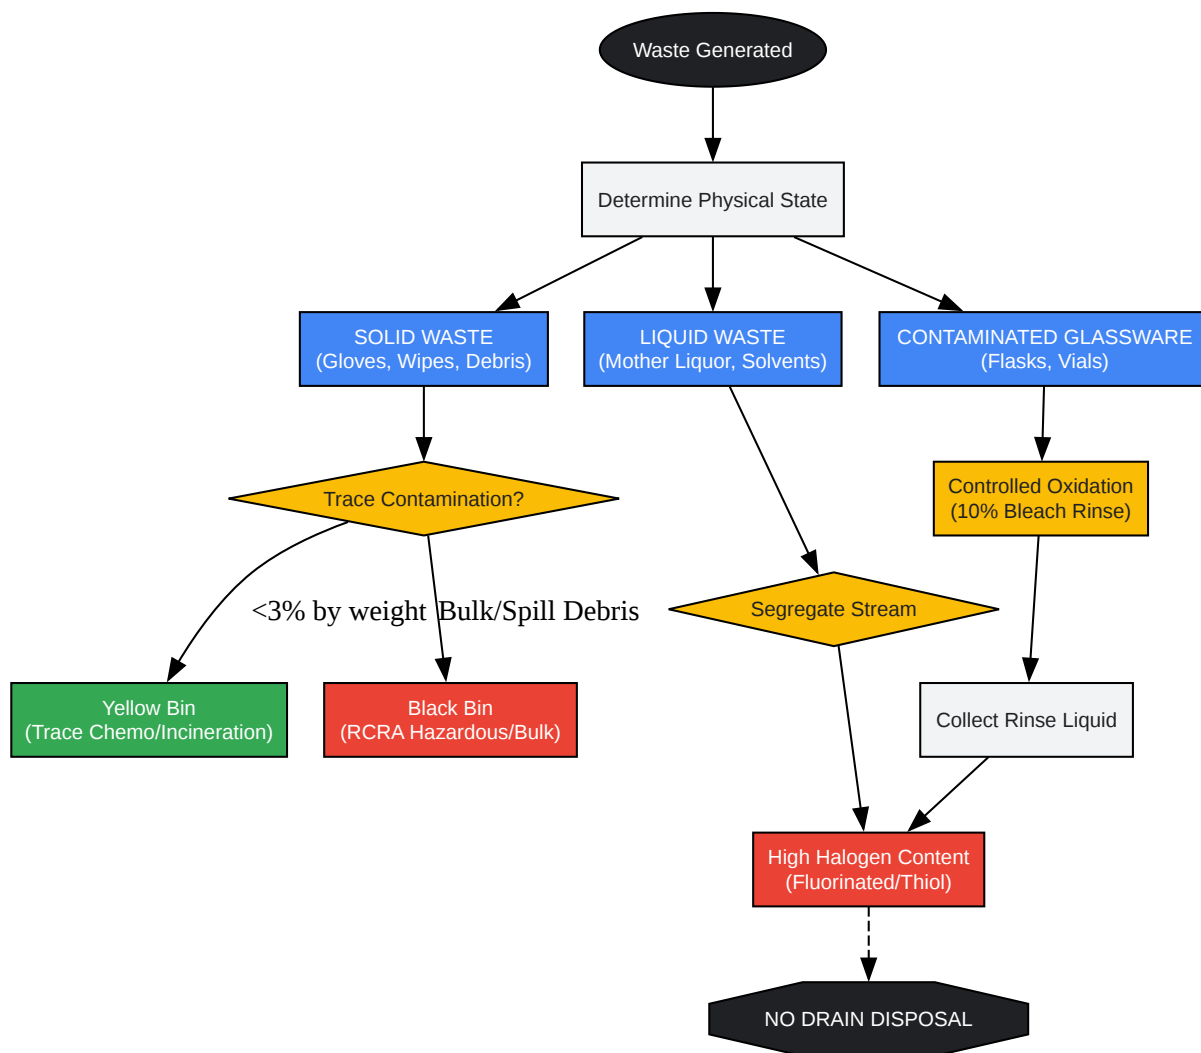 Waste Generated
Determine Physical State
SOLID WASTE
(Gloves, Wipes, Debris)
LIQUID WASTE
(Mother Liquor, Solvents)
CONTAMINATED GLASSWARE
(Flasks, Vials)
Trace Contamination?
Controlled Oxidation
(10% Bleach Rinse)
<3% by weight
Bulk/Spill Debris
Segregate Stream
Yellow Bin
(Trace Chemo/Incineration)
Black Bin
(RCRA Hazardous/Bulk)
Collect Rinse Liquid
High Halogen Content
(Fluorinated/Thiol)
NO DRAIN DISPOSAL